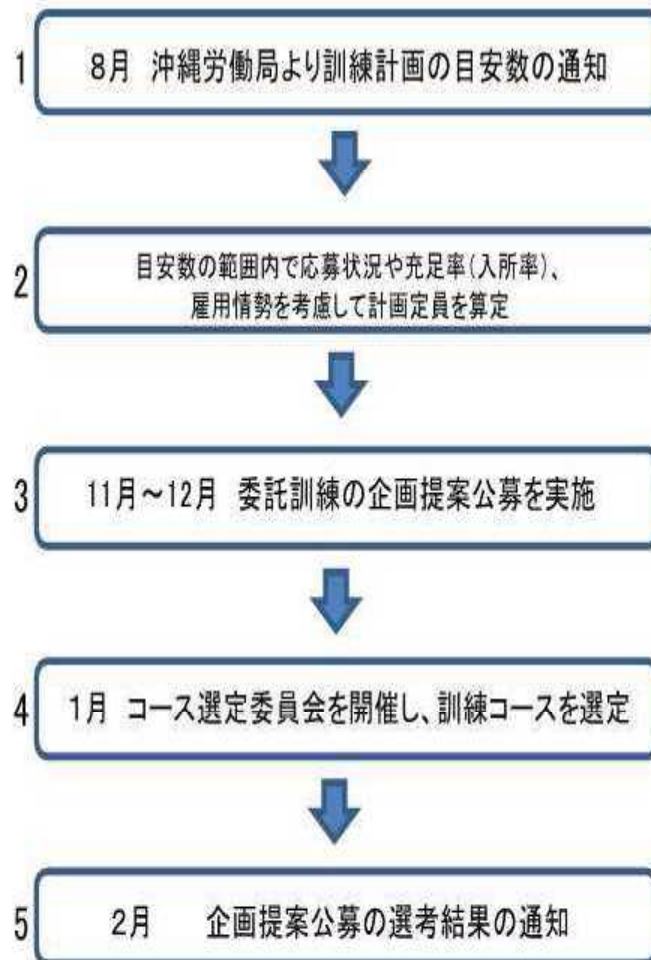 1 8月 沖縄労働局より訓練計画の目安数の通知
2 目安数の範囲内で応募状況や充足率(入所率)、
雇用情勢を考慮して計画定員を算定
3 11月～12月 委託訓練の企画提案公募を実施
4 1月 コース選定委員会を開催し、訓練コースを選定
5 2月 企画提案公募の選考結果の通知